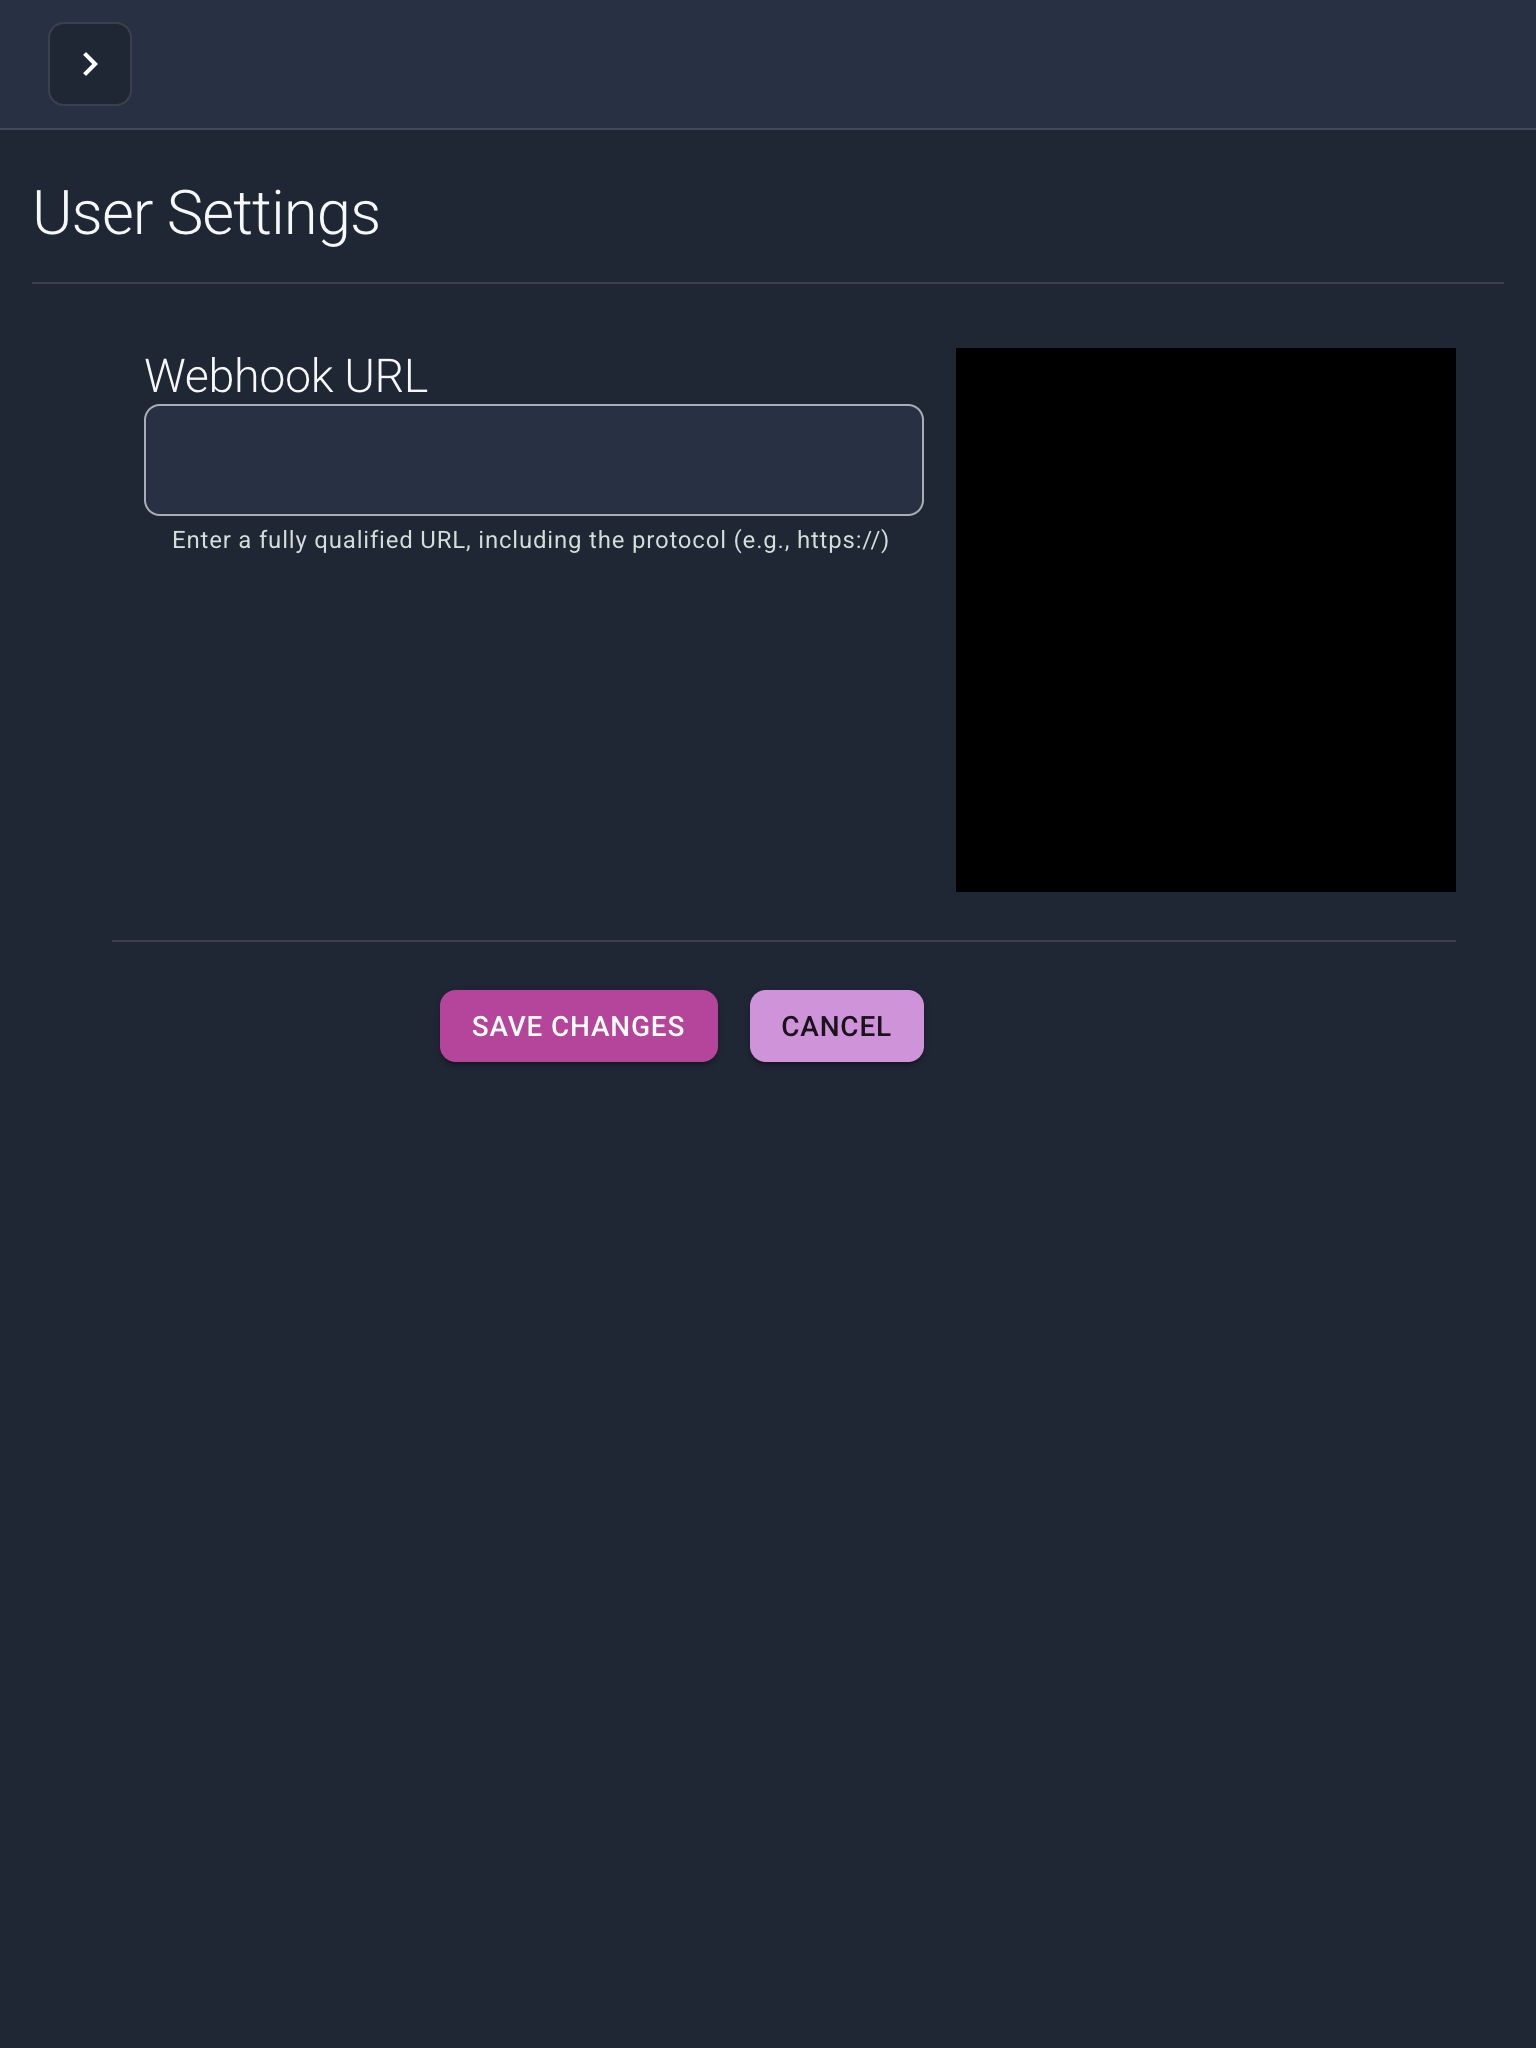 User Settings
Webhook URL
Enter a fully qualified URL, including the protocol (e.g., https://)
SAVE CHANGES
CANCEL